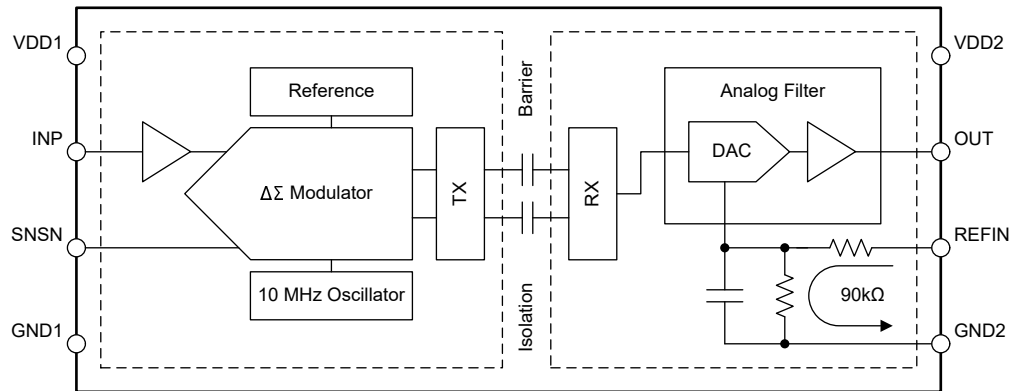 VDD1
VDD2
Reference
Barrier
Analog Filter
INP
DAC
OUT
ΔΣ Modulator
TX
RX
SNSN
REFIN
10 MHz Oscillator
Isolation
90kΩ
GND1
GND2